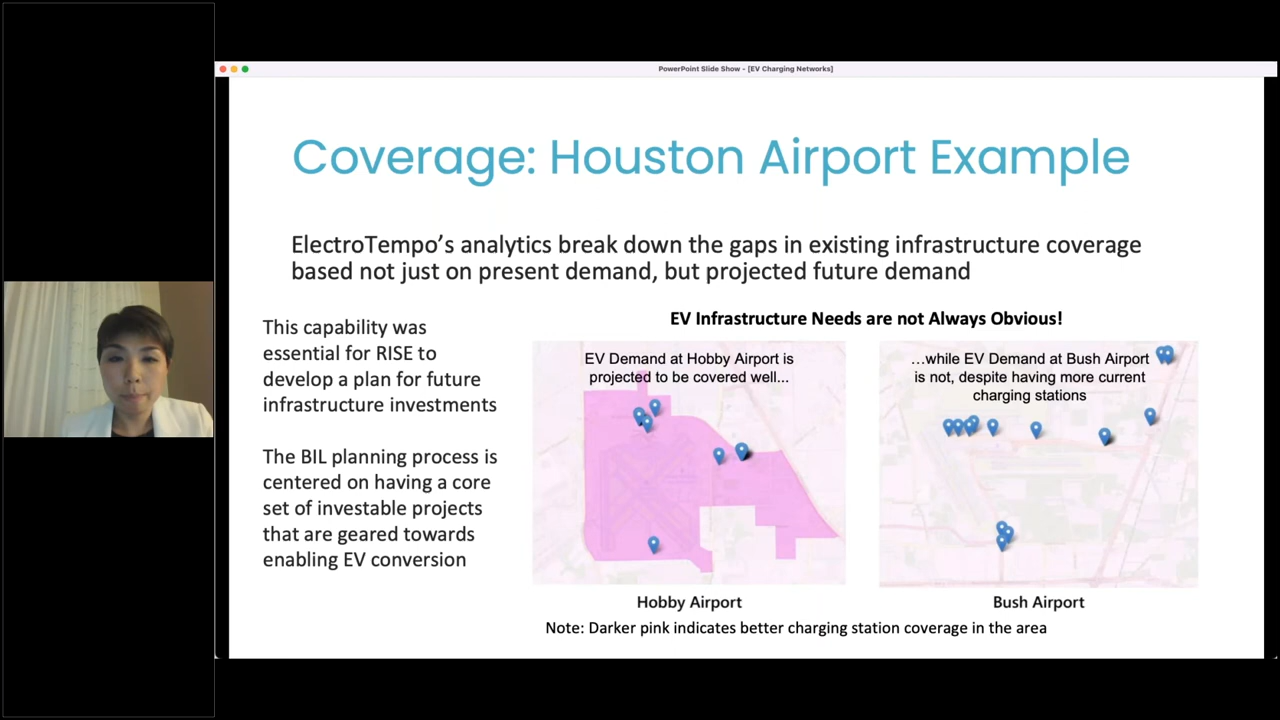 PowerPoint Slide Show - [EV Charging Networks]
Coverage: Houston Airport Example
ElectroTempo's analytics break down the gaps in existing infrastructure coverage
based not just on present demand, but projected future demand
This capability was
essential for RISE to
develop a plan for future
infrastructure investments
The BIL planning process is
centered on having a core
set of investable projects
that are geared towards
enabling EV conversion
EV Infrastructure Needs are not Always Obvious!
EV Demand at Hobby Airport is
projected to be covered well...
...while EV Demand at Bush Airport
is not, despite having more current
charging stations
Hobby Airport
Bush Airport
Note: Darker pink indicates better charging station coverage in the area